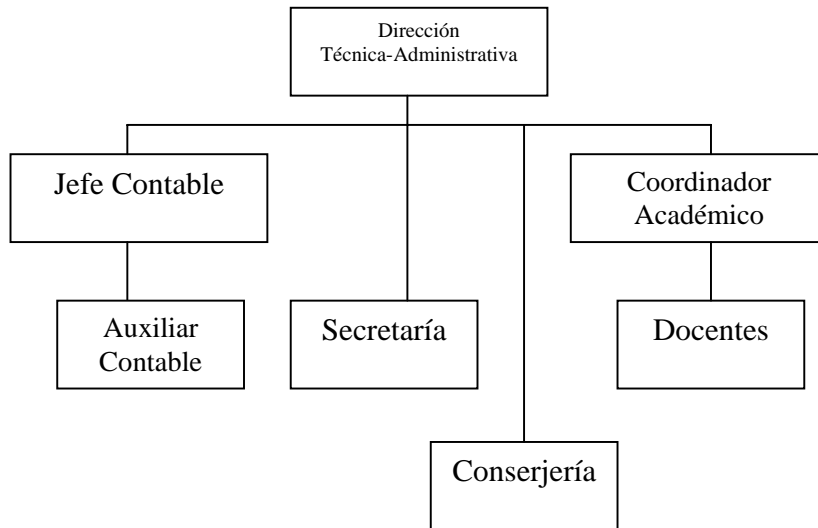 Dirección
Técnica-Administrativa
Jefe Contable
Coordinador
Académico
Auxiliar
Contable
Secretaría
Docentes
Conserjería